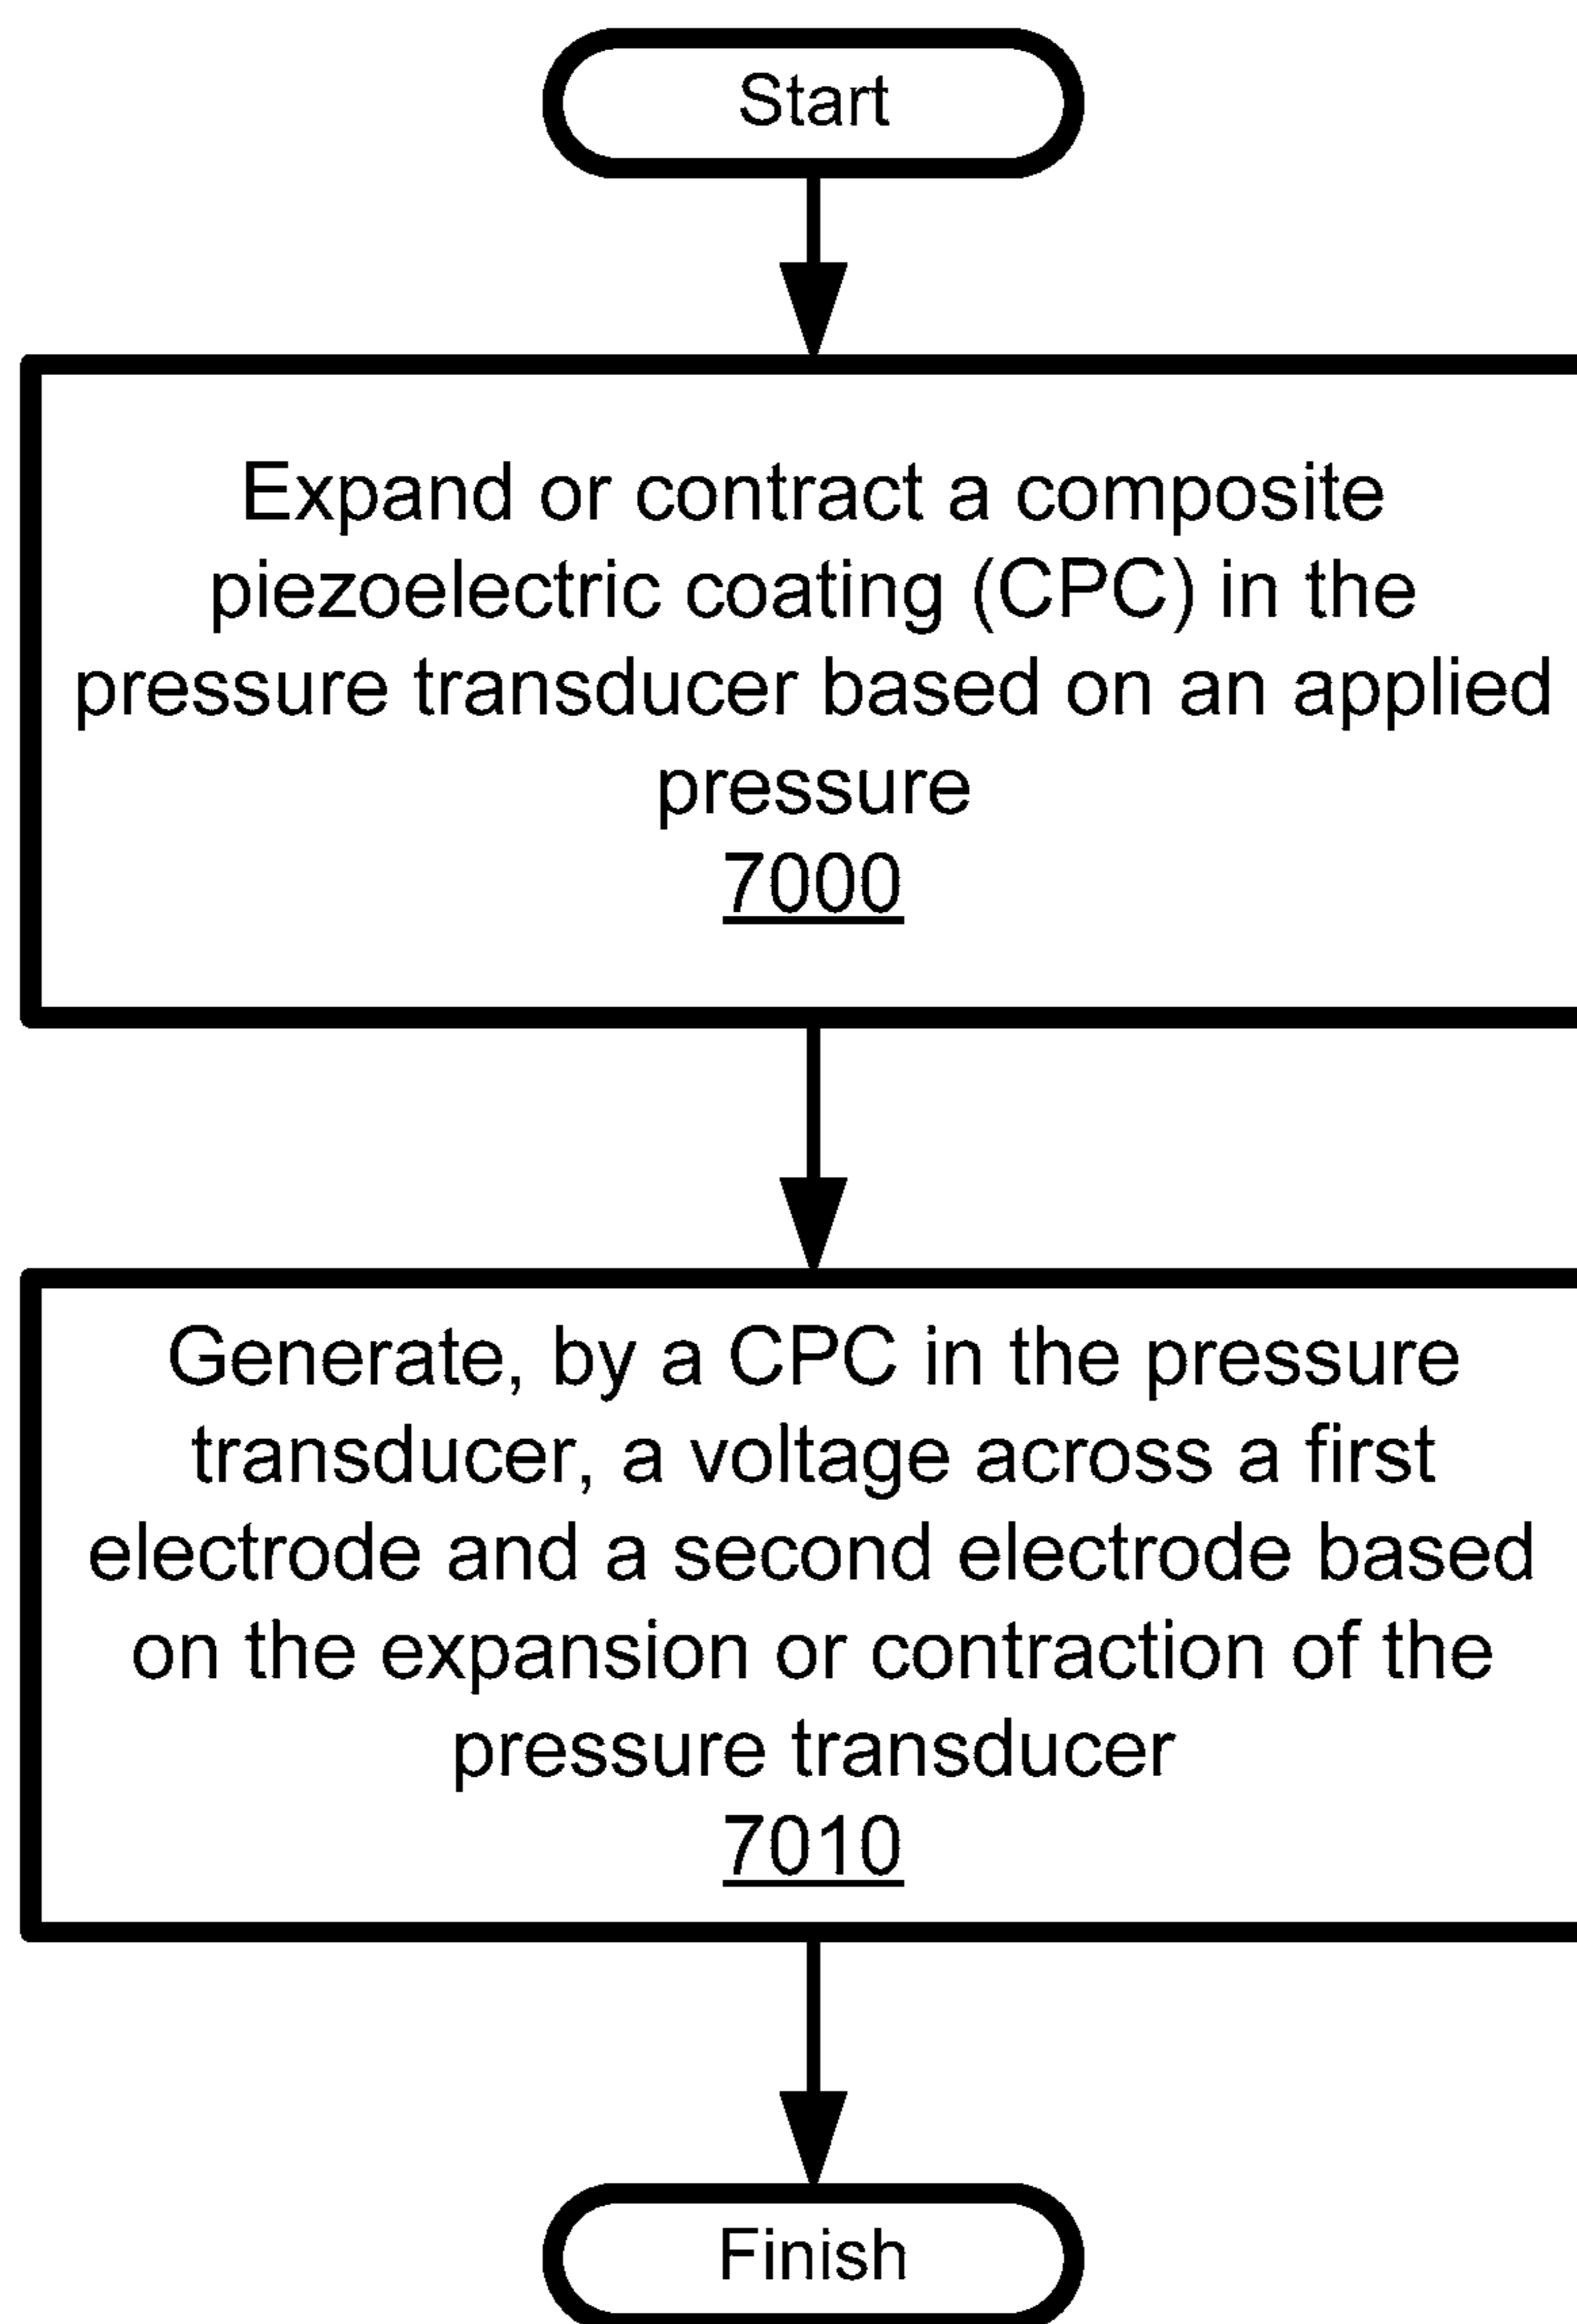 Start
Expand or contract a composite
piezoelectric coating (CPC) in the
pressure transducer based on an applied
pressure
7000
Generate, by a CPC in the pressure
transducer, a voltage across a first
electrode and a second electrode based
on the expansion or contraction of the
pressure transducer
7010
Finish